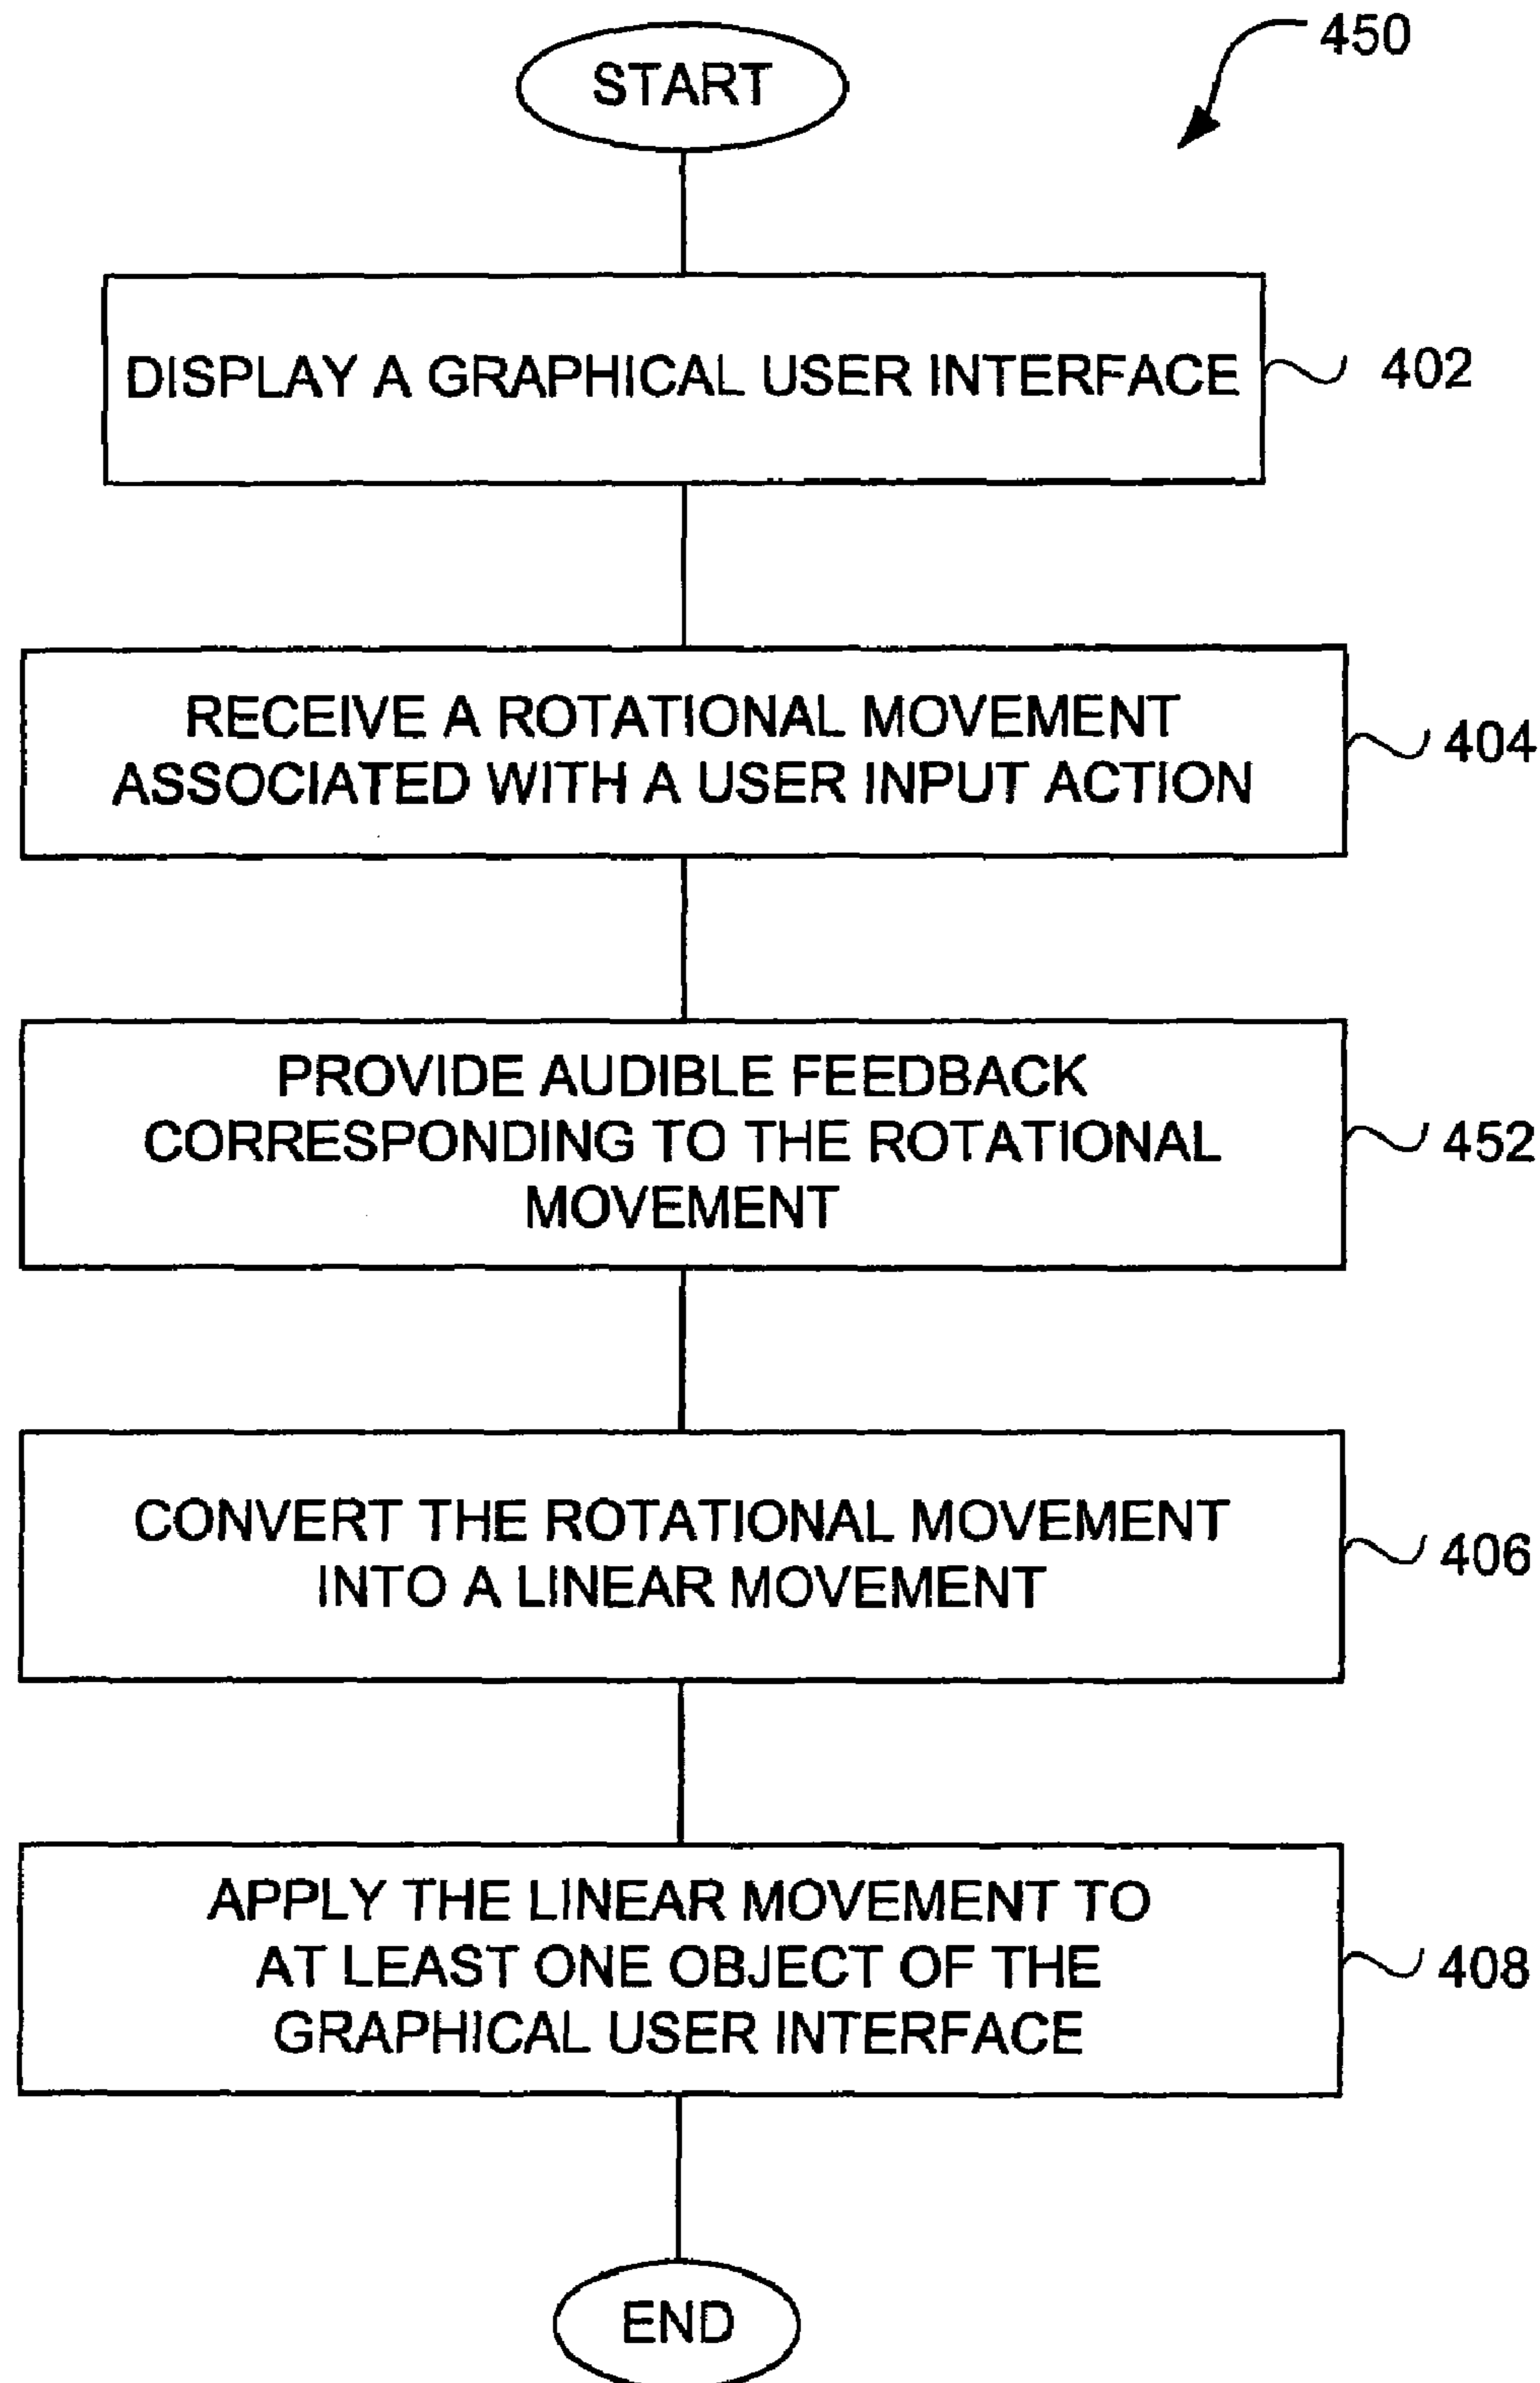 450
START
DISPLAY A GRAPHICAL USER INTERFACE
402
RECEIVE A ROTATIONAL MOVEMENT
ASSOCIATED WITH A USER INPUT ACTION
404
PROVIDE AUDIBLE FEEDBACK
CORRESPONDING TO THE ROTATIONAL
MOVEMENT
452
CONVERT THE ROTATIONAL MOVEMENT
INTO A LINEAR MOVEMENT
406
APPLY THE LINEAR MOVEMENT TO
AT LEAST ONE OBJECT OF THE
GRAPHICAL USER INTERFACE
408
END